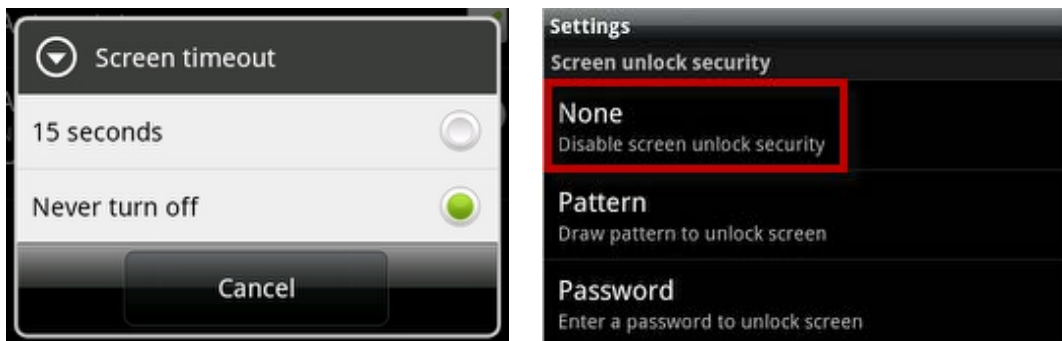 Screen timeout
15 seconds
Never turn off
Cancel
Settings
Screen unlock security
None
Disable screen unlock security
Pattern
Draw pattern to unlock screen
Password
Enter a password to unlock screen